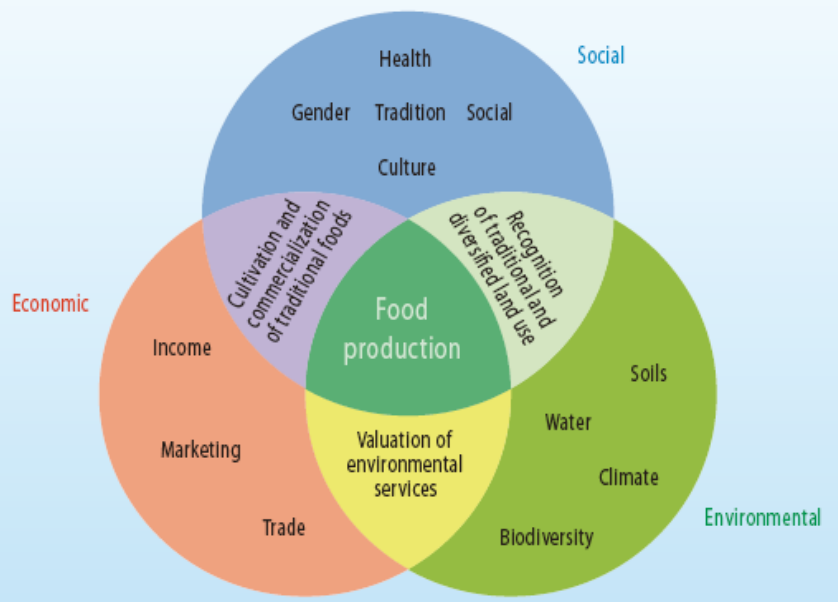 Health
Social
Gender Tradition Social
Culture
Cultivation and
commercialization
of traditional foods
Recognition
of traditional and
diversified land use
Economic
Food
production
Income
Soils
Water
Marketing
Valuation of
environmental
services
Climate
Trade
Biodiversity
Environmental